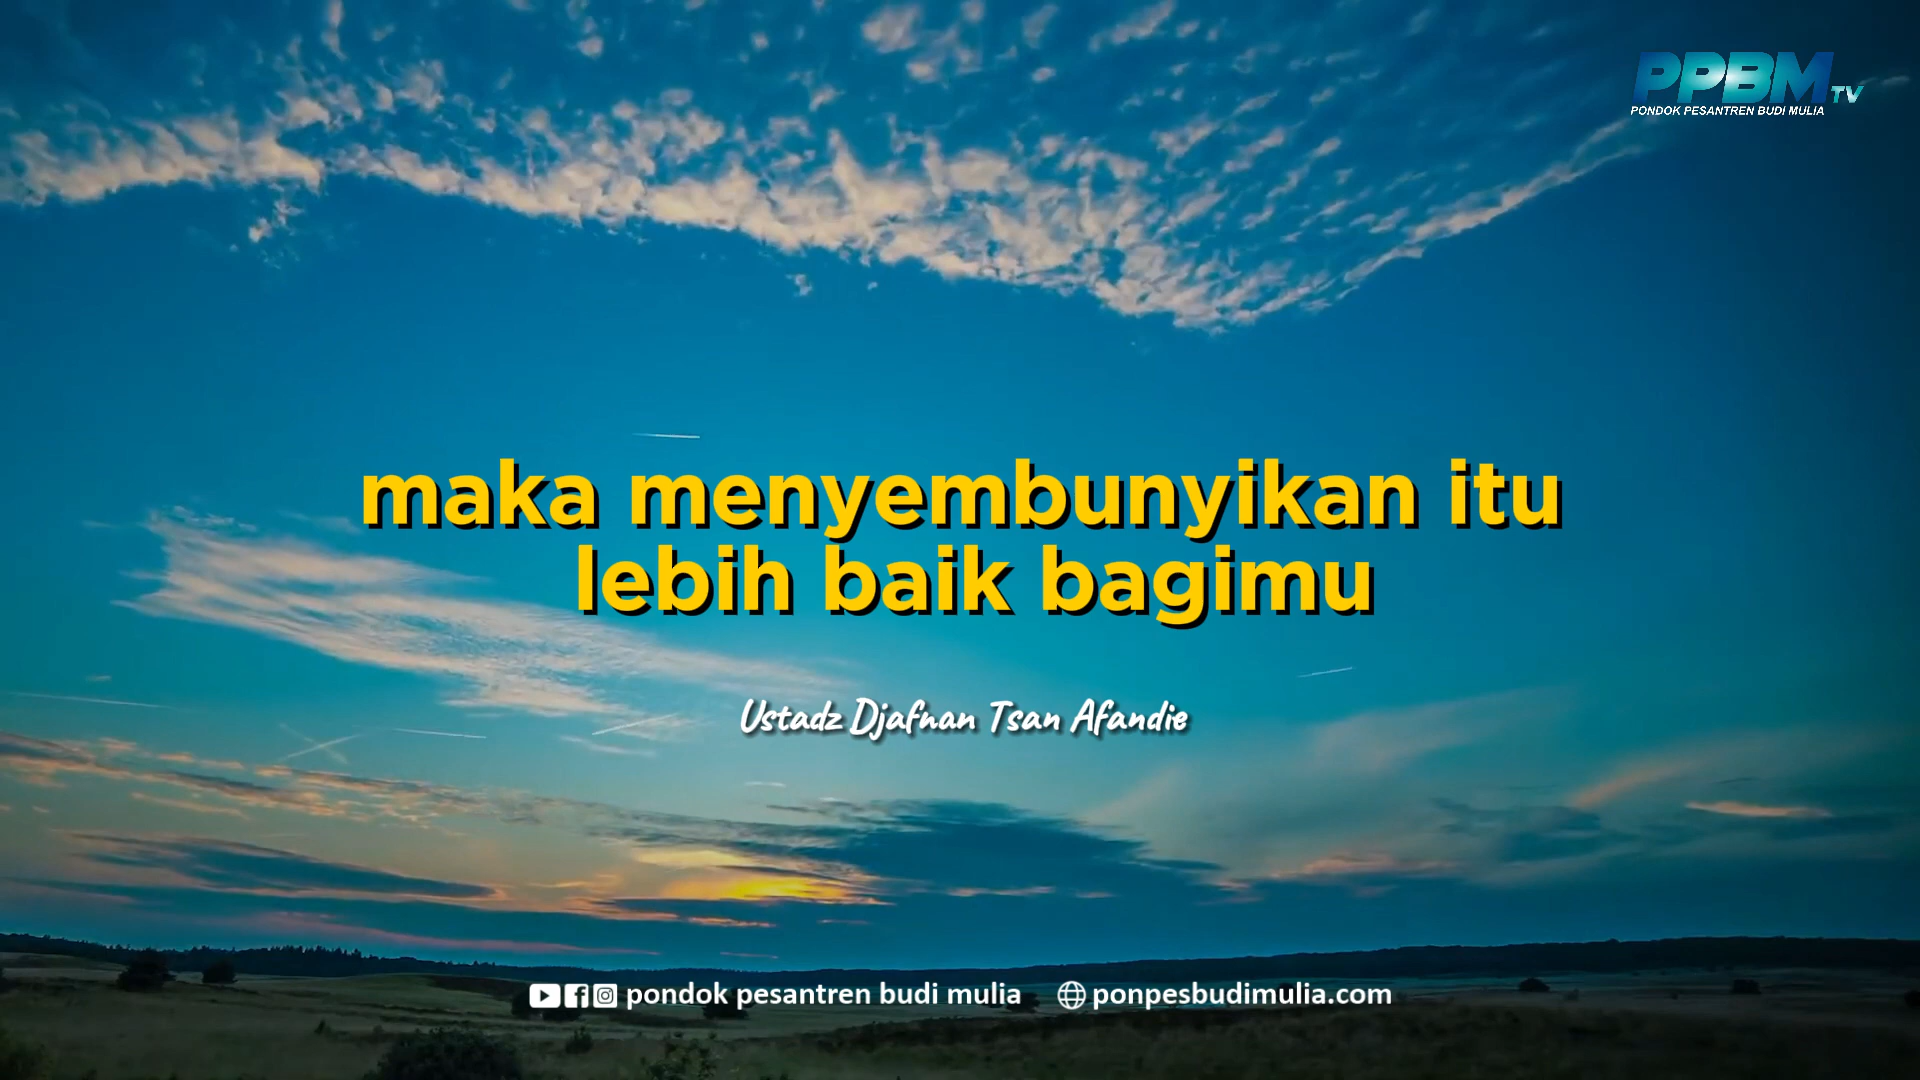 PPBM TV
PONDOK PESANTREN BUDI MULIA
maka menyembunyikan itu
lebih baik bagimu
Ustadz Djafnan Tsan Afandie
pondok pesantren budi mulia ponpesbudimulia.com